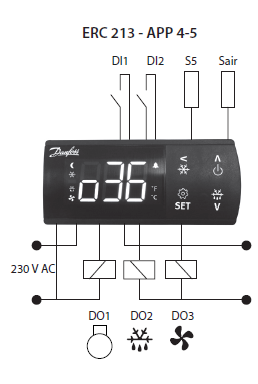 ERC 213 - APP 4-5
DI1 DI2 S5 Sair
Danfoss
o36
°F
°C
SET
230 V AC
DO1 DO2 DO3